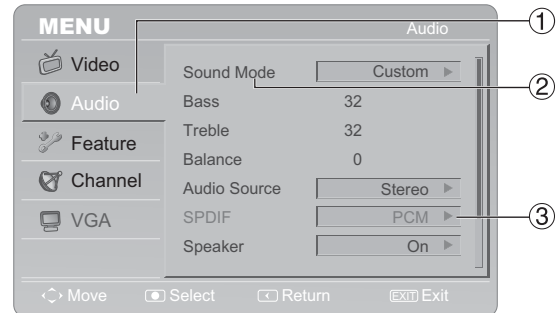 MENU Audio
Video
Audio
Feature
Channel
VGA
Sound Mode Custom
Bass 32
Treble 32
Balance 0
Audio Source Stereo
SPDIF PCM
Speaker On
Move Select Return EXIT Exit
1
2
3